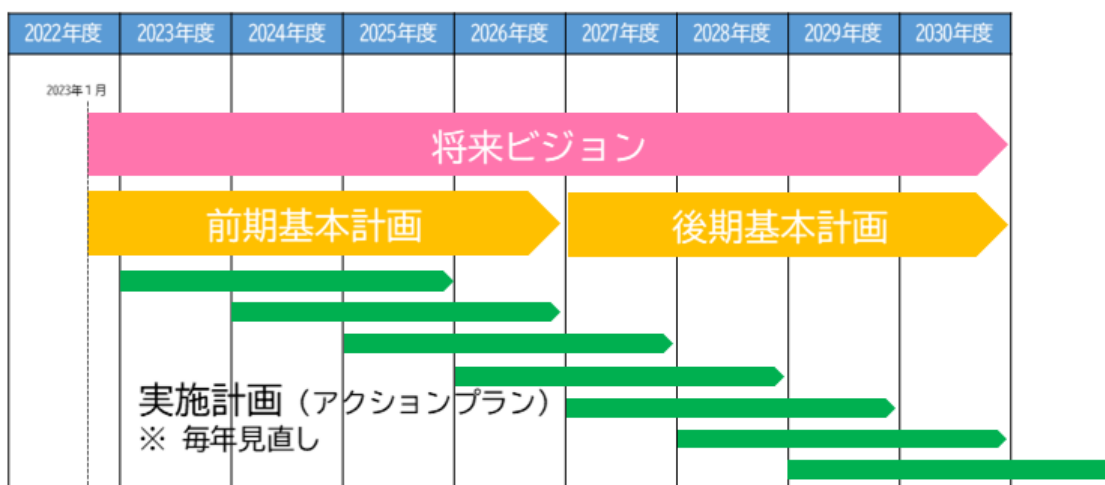 2022年度 2023年度 2024年度 2025年度 2026年度 2027年度 2028年度 2029年度 2030年度
2023年1月
将来ビジョン
前期基本計画 後期基本計画
実施計画（アクションプラン）
※ 毎年見直し